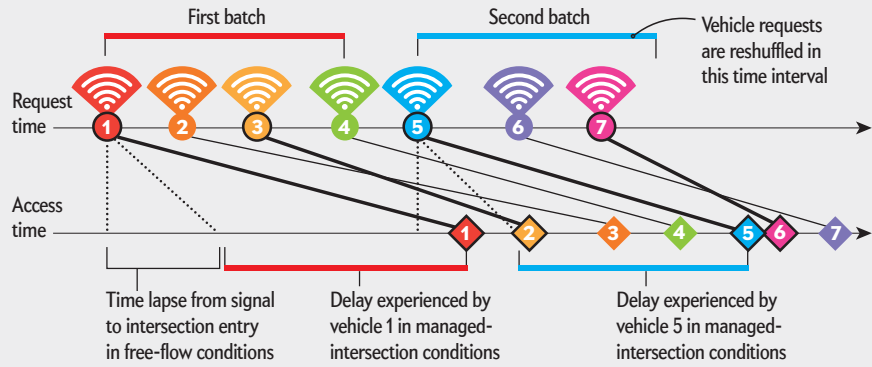 First batch
Second batch
Vehicle requests
are reshuffled in
this time interval
Request
time
1 2 3 4 5 6 7
Access
time
1 2 3 4 5 6 7
Time lapse from signal
to intersection entry
in free-flow conditions
Delay experienced by
vehicle 1 in managed-
intersection conditions
Delay experienced by
vehicle 5 in managed-
intersection conditions